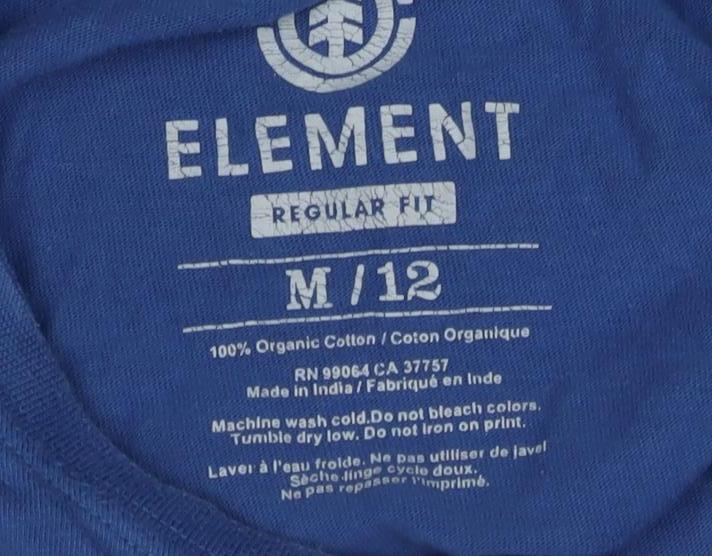 ELEMENT
REGULAR FIT
M / 12
100% Organic Cotton / Coton Organique
RN 99064 CA 37757
Made in India / Fabriqué en Inde
Machine wash cold.Do not bleach colors.
Tumble dry low. Do not iron on print.
Laver à l'eau froide. Ne pas utiliser de javel
Sèche-linge cycle doux.
Ne pas repasser l'imprimé.